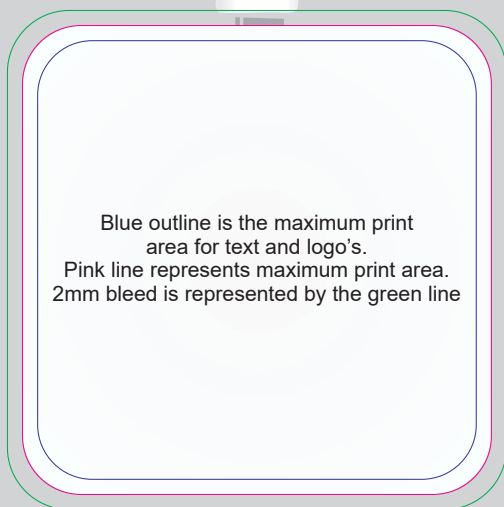 Blue outline is the maximum print
area for text and logo’s.
Pink line represents maximum print area.
2mm bleed is represented by the green line